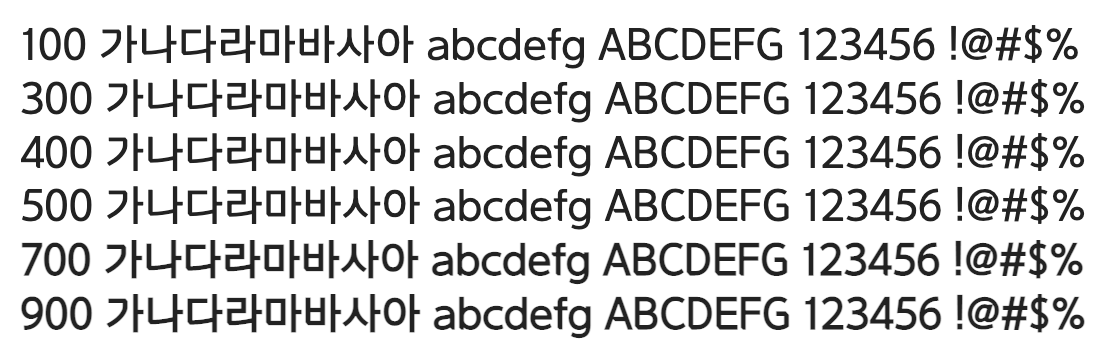 100 가나다라마바사아 abcdefg ABCDEFG 123456 !@#$%
300 가나다라마바사아 abcdefg ABCDEFG 123456 !@#$%
400 가나다라마바사아 abcdefg ABCDEFG 123456 !@#$%
500 가나다라마바사아 abcdefg ABCDEFG 123456 !@#$%
700 가나다라마바사아 abcdefg ABCDEFG 123456 !@#$%
900 가나다라마바사아 abcdefg ABCDEFG 123456 !@#$%